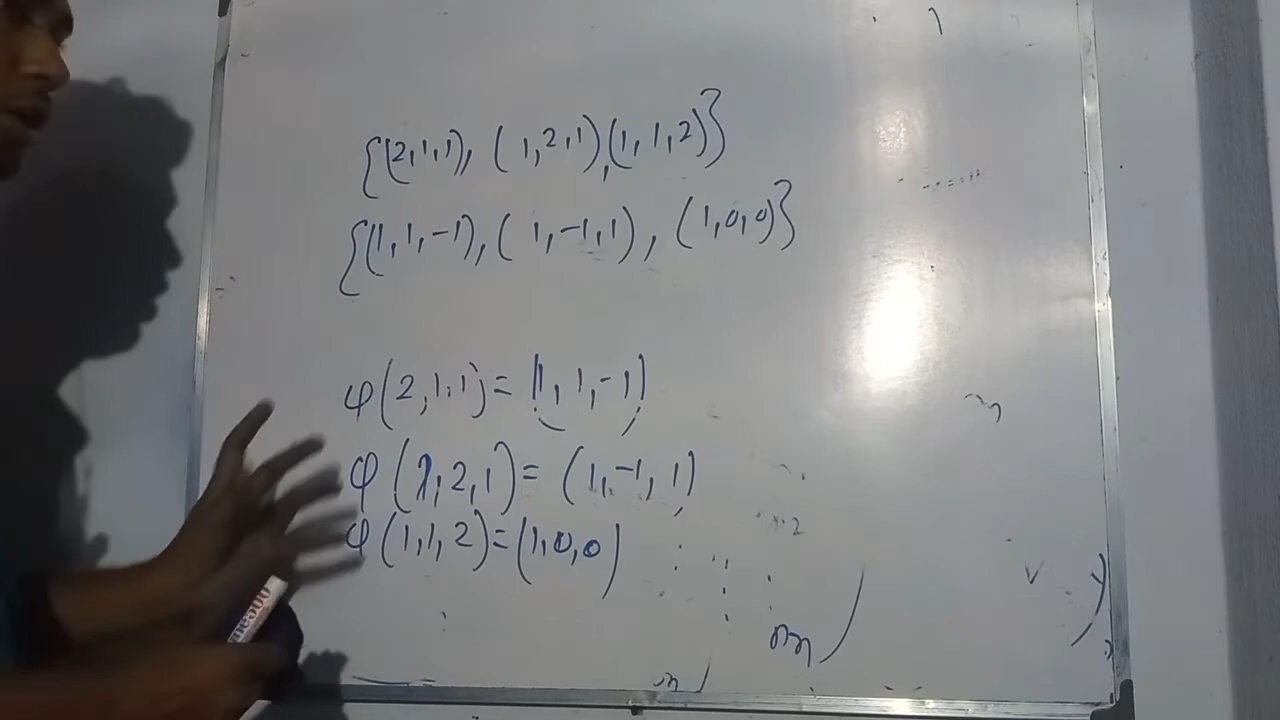 {(2,1,1), (1,2,1),(1,1,2)}
{(1,1,-1),(1,-1,1), (1,0,0)}
φ(2,1,1)= (1,1,-1)
φ(1,2,1)= (1,-1,1)
φ(1,1,2)=(1,0,0)